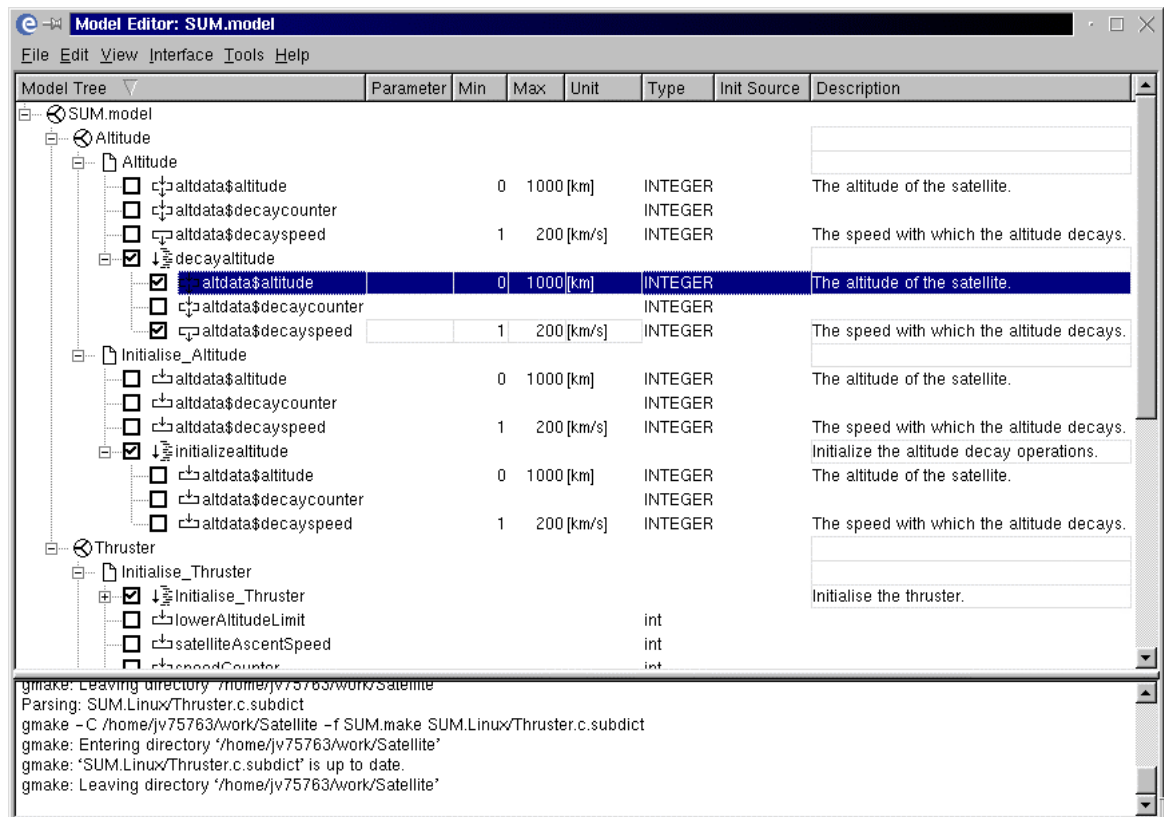 Model Editor: SUM.model
File Edit View Interface Tools Help
Model Tree Parameter Min Max Unit Type Init Source Description
SUM.model
Altitude
Altitude
altdata$altitude 0 1000 [km] INTEGER The altitude of the satellite.
altdata$decaycounter INTEGER
altdata$decayspeed 1 200 [km/s] INTEGER The speed with which the altitude decays.
decayaltitude
altdata$altitude 0 1000 [km] INTEGER The altitude of the satellite.
altdata$decaycounter INTEGER
altdata$decayspeed 1 200 [km/s] INTEGER The speed with which the altitude decays.
Initialise_Altitude
altdata$altitude 0 1000 [km] INTEGER The altitude of the satellite.
altdata$decaycounter INTEGER
altdata$decayspeed 1 200 [km/s] INTEGER The speed with which the altitude decays.
initializealtitude Initialize the altitude decay operations.
altdata$altitude 0 1000 [km] INTEGER The altitude of the satellite.
altdata$decaycounter INTEGER
altdata$decayspeed 1 200 [km/s] INTEGER The speed with which the altitude decays.
Thruster
Initialise_Thruster
Initialise_Thruster Initialise the thruster.
lowerAltitudeLimit int
satelliteAscentSpeed int
speedCounter int
gmake: Leaving directory '/home/jv75763/work/Satellite'
Parsing: SUM.Linux/Thruster.c.subdict
gmake -C /home/jv75763/work/Satellite -f SUM.make SUM.Linux/Thruster.c.subdict
gmake: Entering directory '/home/jv75763/work/Satellite'
gmake: 'SUM.Linux/Thruster.c.subdict' is up to date.
gmake: Leaving directory '/home/jv75763/work/Satellite'